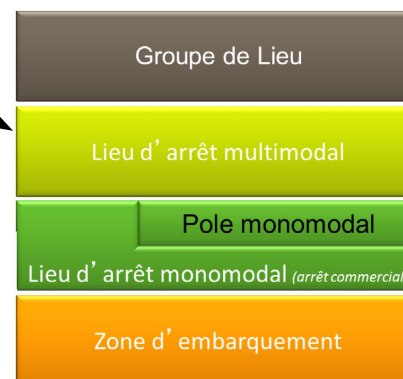 Groupe de Lieu
Lieu d’ arrêt multimodal
Pole monomodal
Lieu d’ arrêt monomodal (arrêt commercial
Zone d’ embarquement